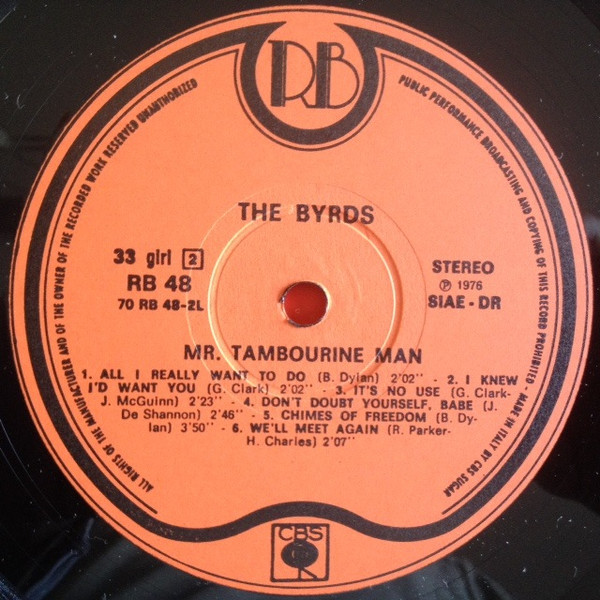 RB
ALL RIGHTS OF THE MANUFACTURER AND OF THE OWNER OF THE RECORDED WORK RESERVED UNAUTHORIZED
PUBLIC PERFORMANCE BROADCASTING AND COPYING OF THIS RECORD PROHIBITED MADE IN ITALY BY CBS SUGAR
THE BYRDS
33 giri 2
RB 48
70 RB 48-2L
STEREO
℗ 1976
SIAE - DR
MR. TAMBOURINE MAN
1. ALL I REALLY WANT TO DO (B. Dylan) 2'02'' - 2. I KNEW
I'D WANT YOU (G. Clark) 2'02'' - 3. IT'S NO USE (G. Clark-
J. McGuinn) 2'23'' - 4. DON'T DOUBT YOURSELF, BABE (J.
De Shannon) 2'46'' - 5. CHIMES OF FREEDOM (B. Dy-
lan) 3'50'' - 6. WE'LL MEET AGAIN (R. Parker-
H. Charles) 2'07''
CBS